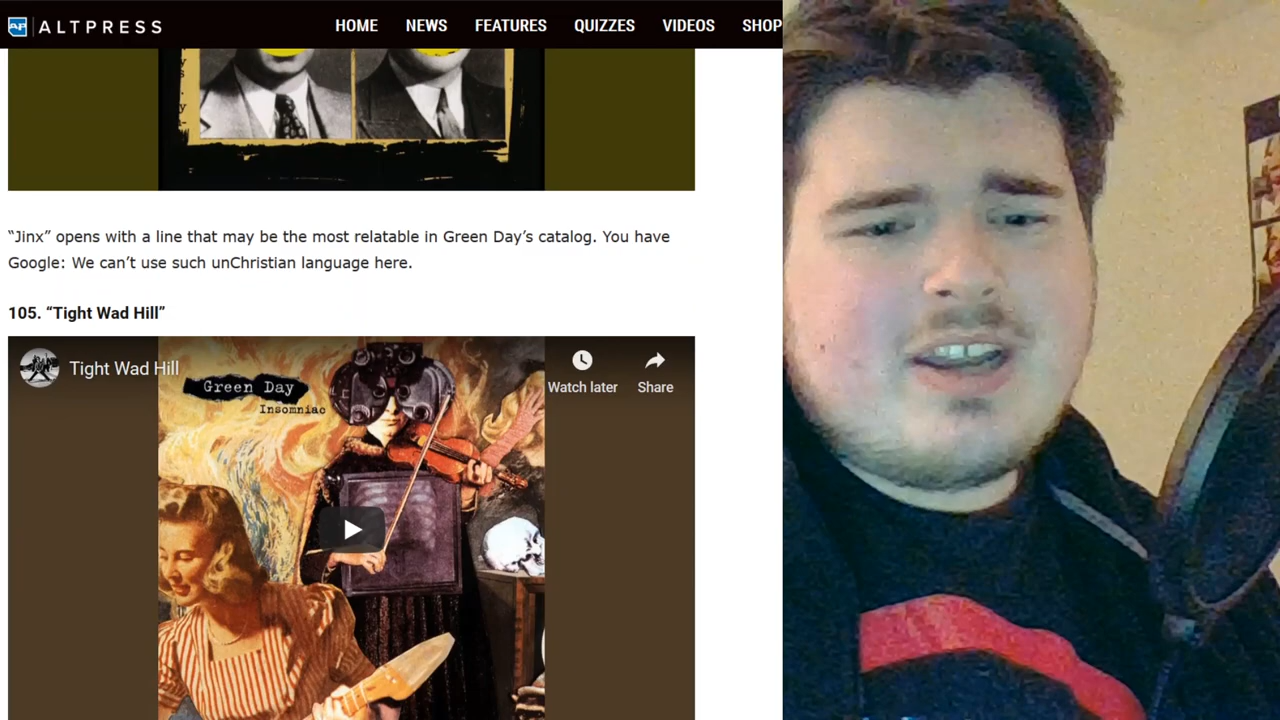 AP ALTPRESS HOME NEWS FEATURES QUIZZES VIDEOS SHOP
“Jinx” opens with a line that may be the most relatable in Green Day’s catalog. You have
Google: We can’t use such unChristian language here.
105. “Tight Wad Hill”
Tight Wad Hill
Watch later
Share
Green Day
Insomniac